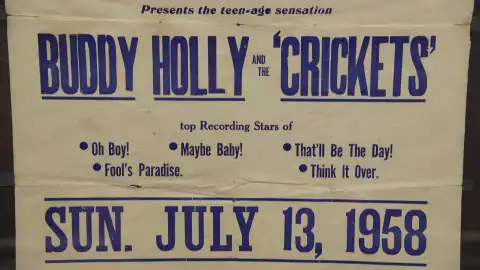 Presents the teen-age sensation
BUDDY HOLLY AND THE 'CRICKETS'
top Recording Stars of
• Oh Boy! • Maybe Baby! • That'll Be The Day!
• Fool's Paradise. • Think It Over.
SUN. JULY 13, 1958